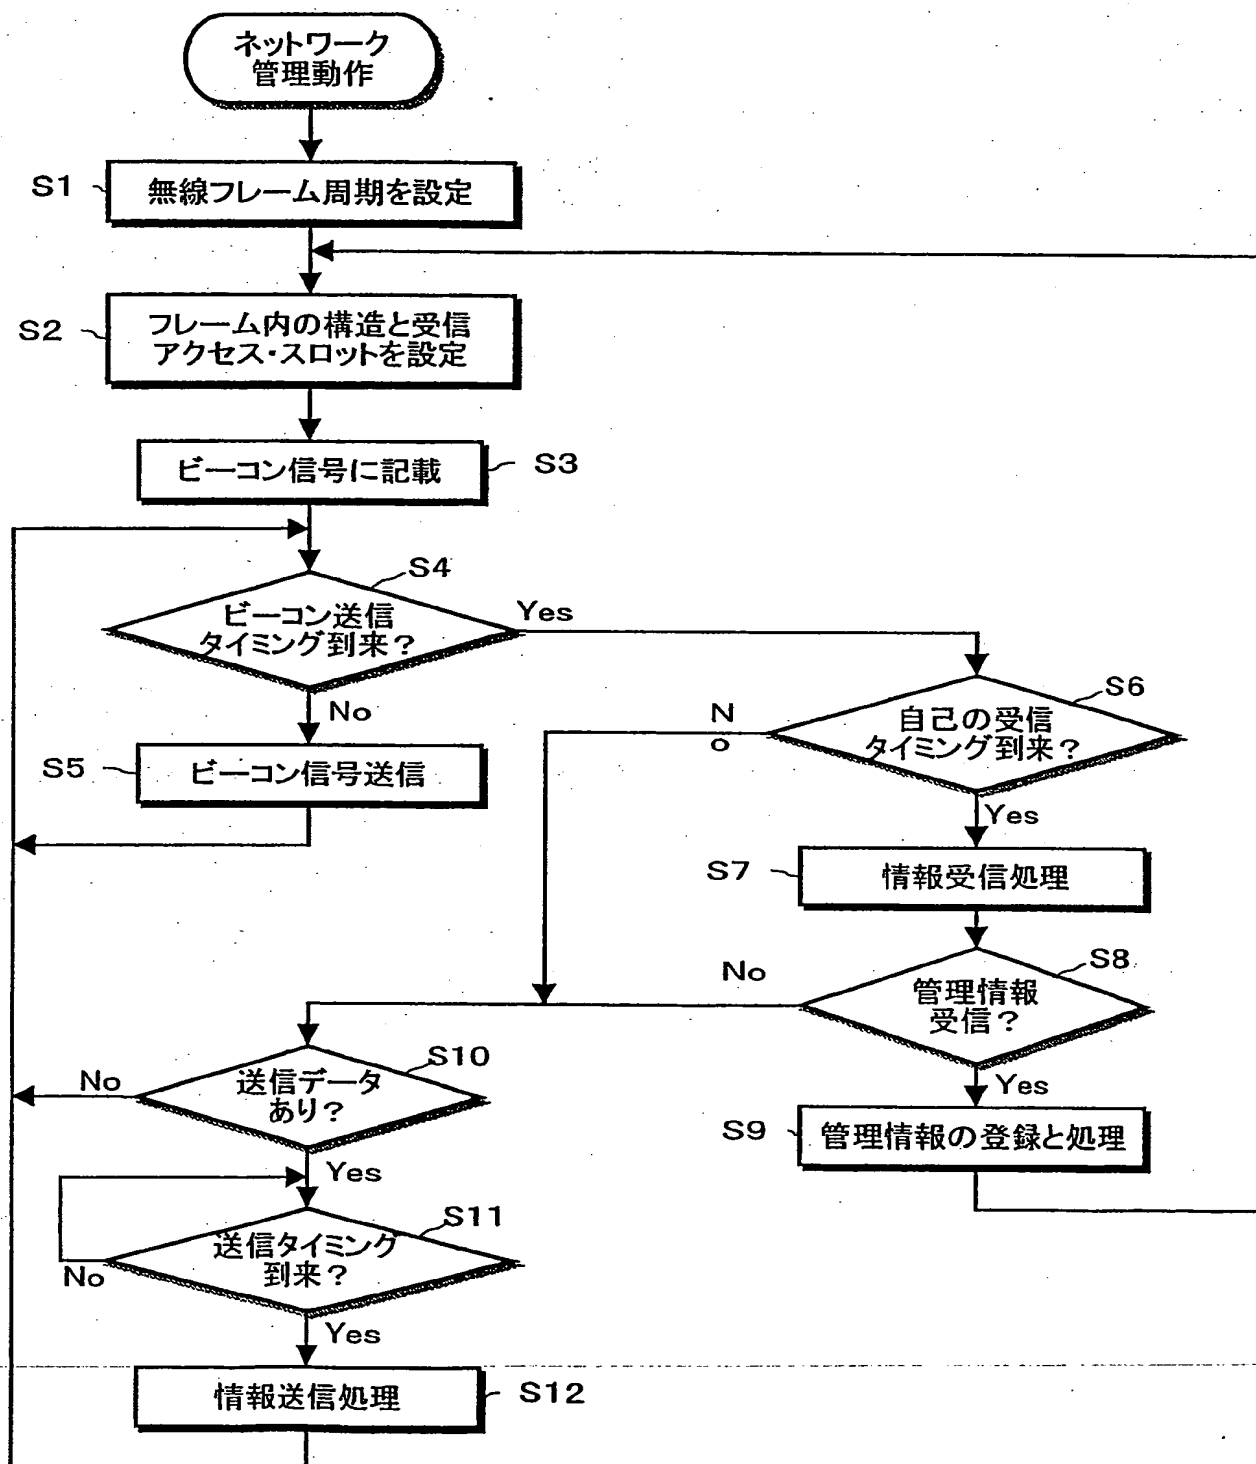 ネットワーク
管理動作
S1
無線フレーム周期を設定
S2
フレーム内の構造と受信
アクセス・スロットを設定
ビーコン信号に記載
S3
S4
ビーコン送信
タイミング到来？
Yes
No
S5
ビーコン信号送信
S6
自己の受信
タイミング到来？
N
o
Yes
S7
情報受信処理
S8
管理情報
受信？
No
Yes
S9
管理情報の登録と処理
S10
送信データ
あり？
No
Yes
S11
送信タイミング
到来？
No
Yes
情報送信処理
S12